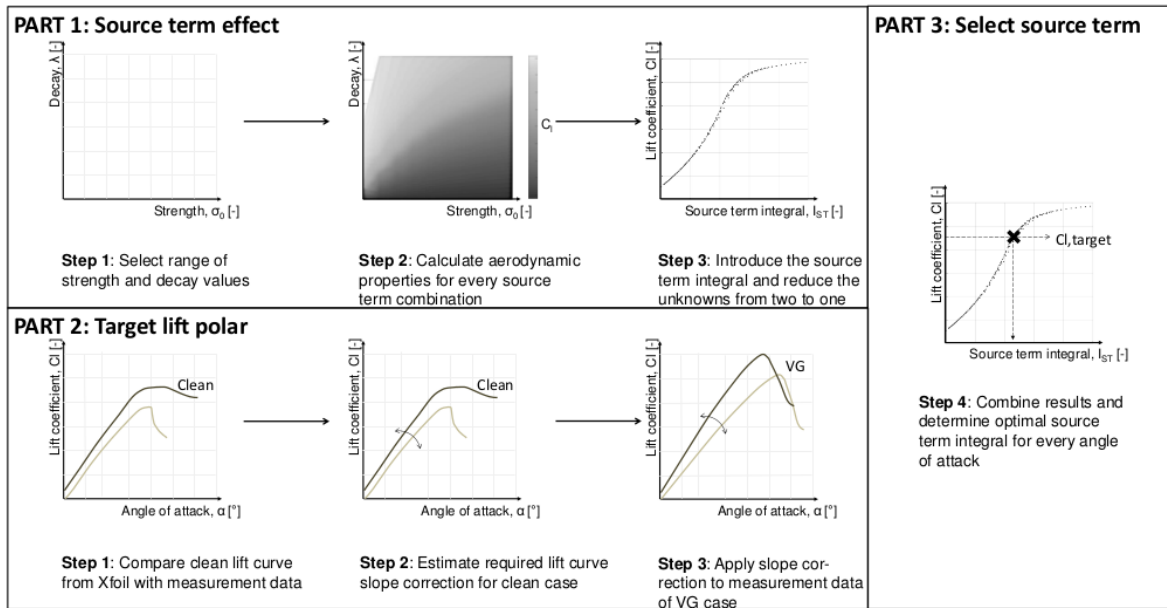 PART 1: Source term effect
Decay, λ [-]
Strength, σ0 [-]
Step 1: Select range of
strength and decay values
Decay, λ [-]
Strength, σ0 [-]
Cl
Step 2: Calculate aerodynamic
properties for every source
term combination
Lift coefficient, Cl [-]
Source term integral, IST [-]
Step 3: Introduce the source
term integral and reduce the
unknowns from two to one
PART 2: Target lift polar
Lift coefficient, Cl [-]
Clean
Angle of attack, α [°]
Step 1: Compare clean lift curve
from Xfoil with measurement data
Lift coefficient, Cl [-]
Clean
Angle of attack, α [°]
Step 2: Estimate required lift curve
slope correction for clean case
Lift coefficient, Cl [-]
VG
Angle of attack, α [°]
Step 3: Apply slope cor-
rection to measurement data
of VG case
PART 3: Select source term
Lift coefficient, Cl [-]
Cl,target
Source term integral, IST [-]
Step 4: Combine results and
determine optimal source
term integral for every angle
of attack